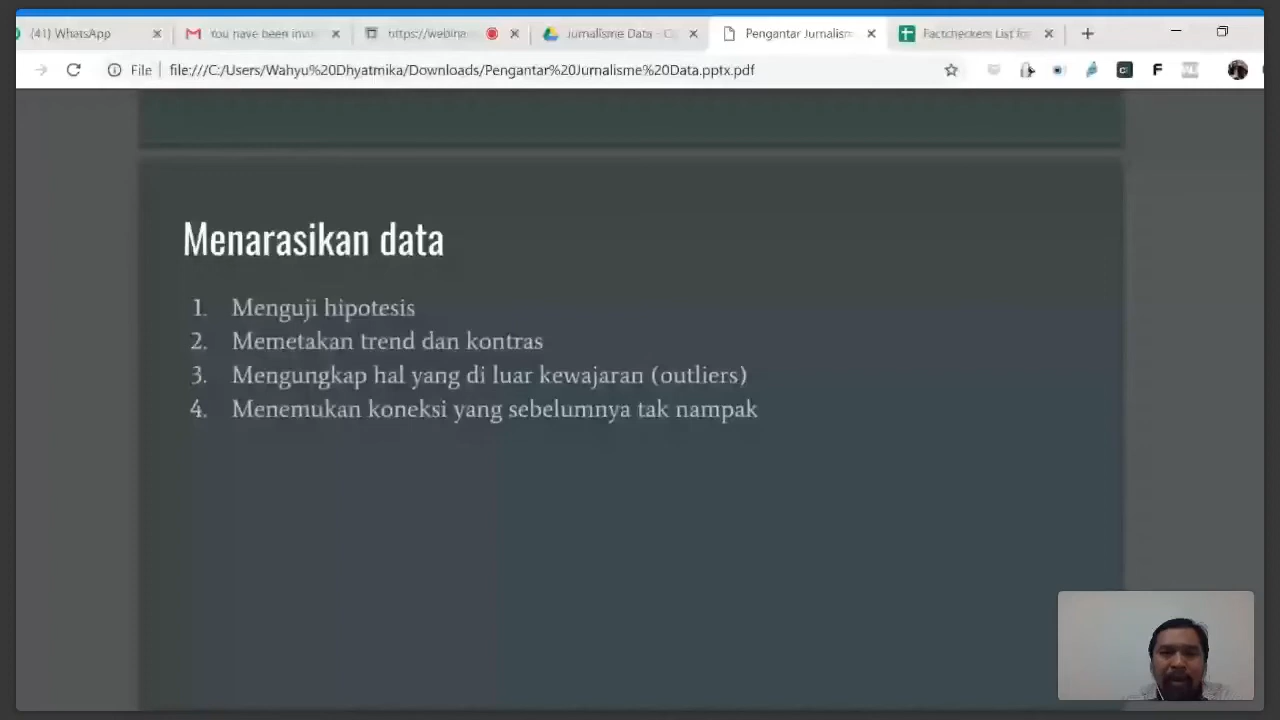 (41) WhatsApp
You have been invi
https://webina
Jurnalisme Data - C
Pengantar Jurnalism
Factcheckers List for
File
file:///C:/Users/Wahyu%20Dhyatmika/Downloads/Pengantar%20Jurnalisme%20Data.pptx.pdf
Menarasikan data
1. Menguji hipotesis
2. Memetakan trend dan kontras
3. Mengungkap hal yang di luar kewajaran (outliers)
4. Menemukan koneksi yang sebelumnya tak nampak